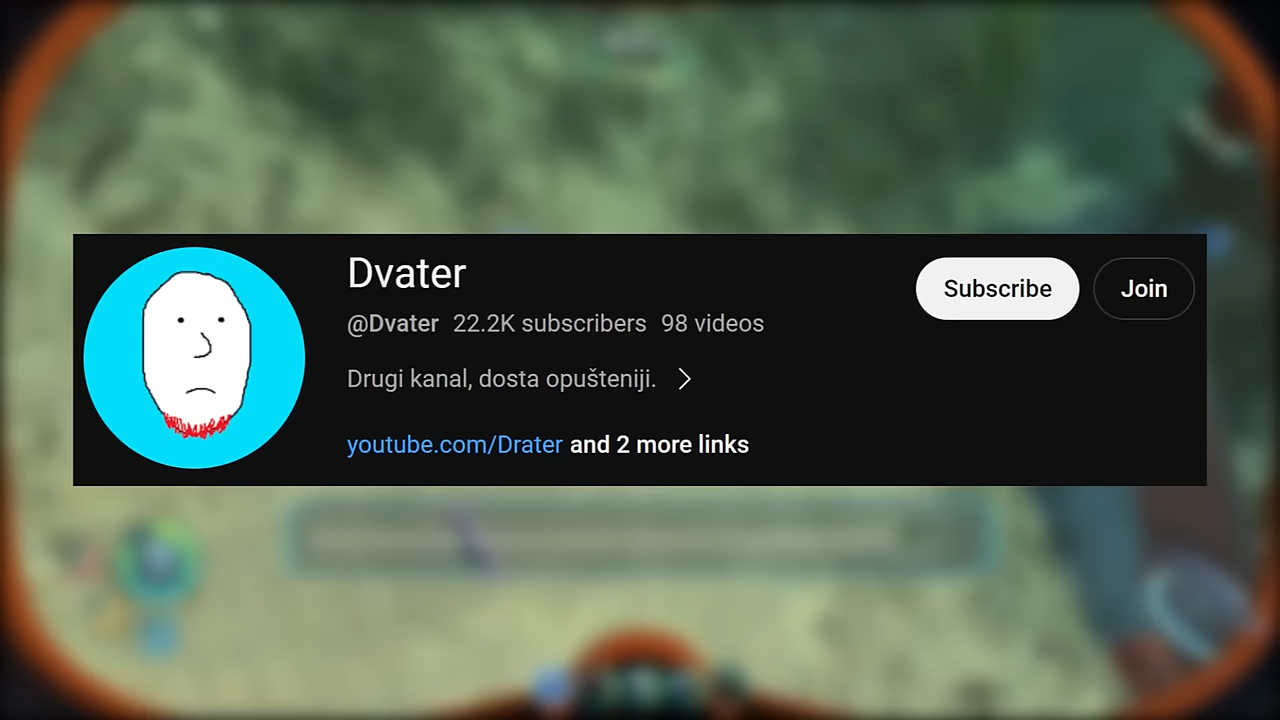 Dvater
Subscribe
Join
@Dvater 22.2K subscribers 98 videos
Drugi kanal, dosta opušteniji.
youtube.com/Drater and 2 more links